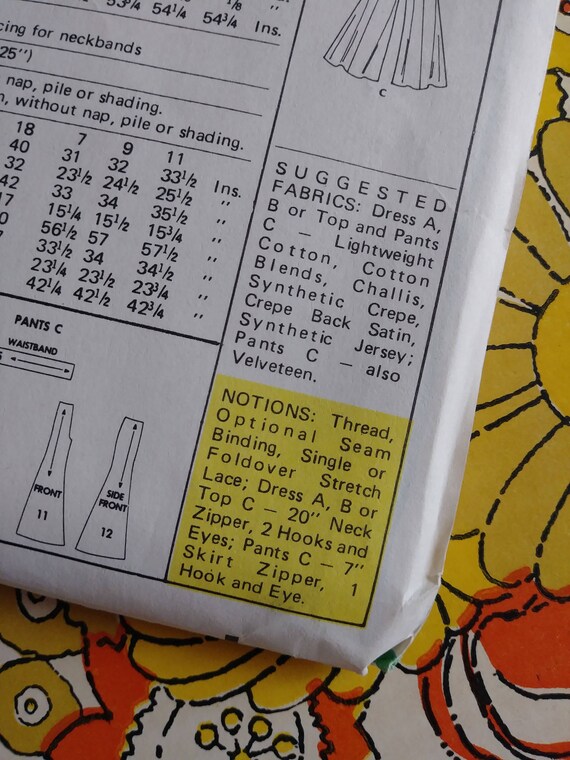 53¾ 54¼ 54¾ Ins.
cing for neckbands
25")
nap, pile or shading.
, without nap, pile or shading.
18 7 9 11
40 31 32 33½ Ins.
32 23½ 24½ 25½ "
42 33 34 35½ "
17 15¼ 15½ 15¾ "
0 56½ 57 57½ "
33½ 34 34½ "
23¼ 23½ 23¾ "
42¼ 42½ 42¾ "
PANTS C
WAISTBAND
FRONT
11
SIDE
FRONT
12
C
SUGGESTED
FABRICS: Dress A,
B or Top and Pants
C — Lightweight
Cotton, Cotton
Blends, Challis,
Synthetic Crepe,
Crepe Back Satin,
Synthetic Jersey;
Pants C — also
Velveteen.
NOTIONS: Thread,
Optional Seam
Binding, Single or
Foldover Stretch
Lace; Dress A, B or
Top C — 20" Neck
Zipper, 2 Hooks and
Eyes; Pants C — 7"
Skirt Zipper, 1
Hook and Eye.